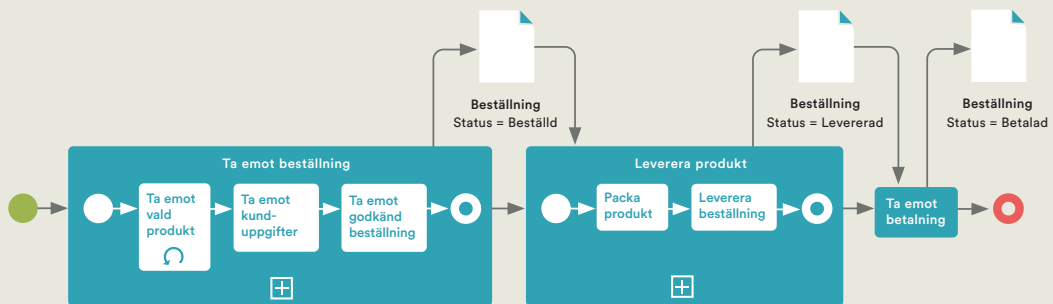 Beställning
Status = Beställd
Beställning
Status = Levererad
Beställning
Status = Betalad
Ta emot beställning
Ta emot
vald
produkt
Ta emot
kund-
uppgifter
Ta emot
godkänd
beställning
Leverera produkt
Packa
produkt
Leverera
beställning
Ta emot
betalning